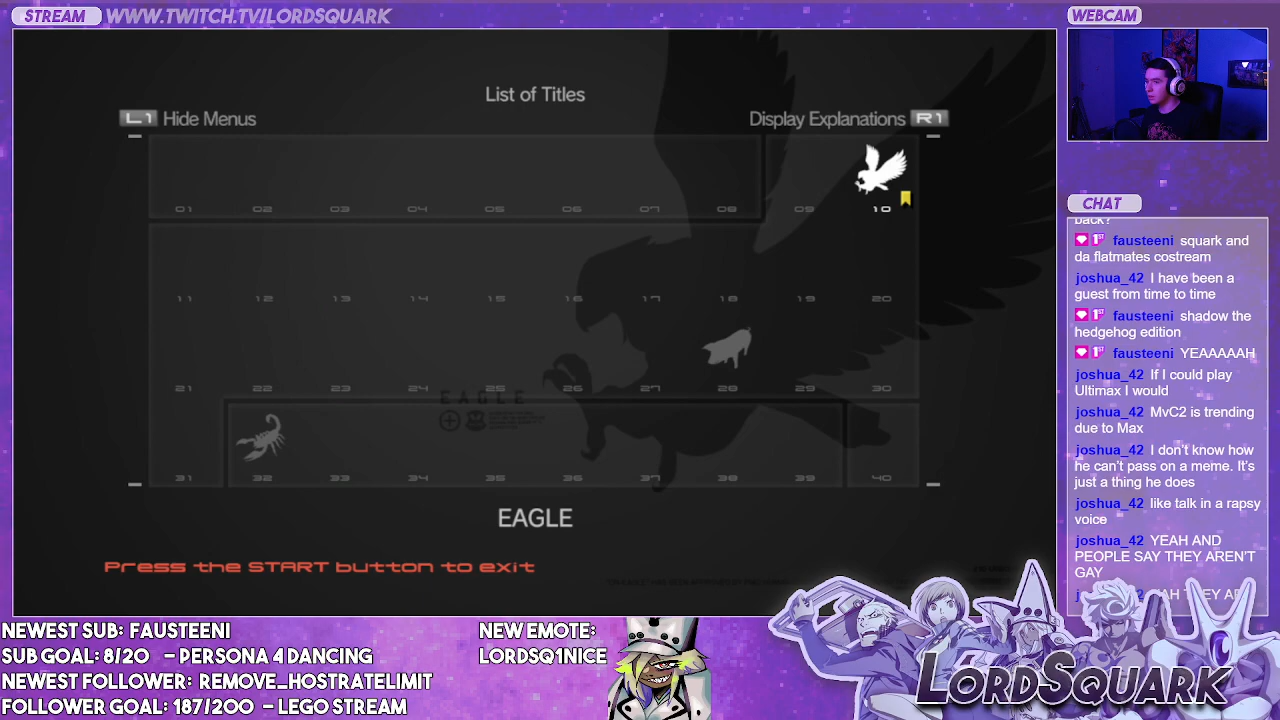 STREAM WWW.TWITCH.TV/LORDSQUARK
WEBCAM
List of Titles
L1 Hide Menus
Display Explanations R1
01 02 03 04 05 06 07 08 09 10
11 12 13 14 15 16 17 18 19 20
21 22 23 24 25 26 27 28 29 30
31 32 33 34 35 36 37 38 39 40
EAGLE
EAGLE
Press the START button to exit
CHAT
back?
fausteeni squark and
da flatmates costream
joshua_42 I have been a
guest from time to time
fausteeni shadow the
hedgehog edition
fausteeni YEAAAAAH
joshua_42 If I could play
Ultimax I would
joshua_42 MvC2 is trending
due to Max
joshua_42 I don't know how
he can't pass on a meme. It's
just a thing he does
joshua_42 like talk in a rapsy
voice
joshua_42 YEAH AND
PEOPLE SAY THEY AREN'T
GAY
NEWEST SUB: FAUSTEENI
SUB GOAL: 8/20 - PERSONA 4 DANCING
NEWEST FOLLOWER: REMOVE_HOSTRATELIMIT
FOLLOWER GOAL: 187/200 - LEGO STREAM
NEW EMOTE:
LORDSQ1NICE
LORDSQUARK